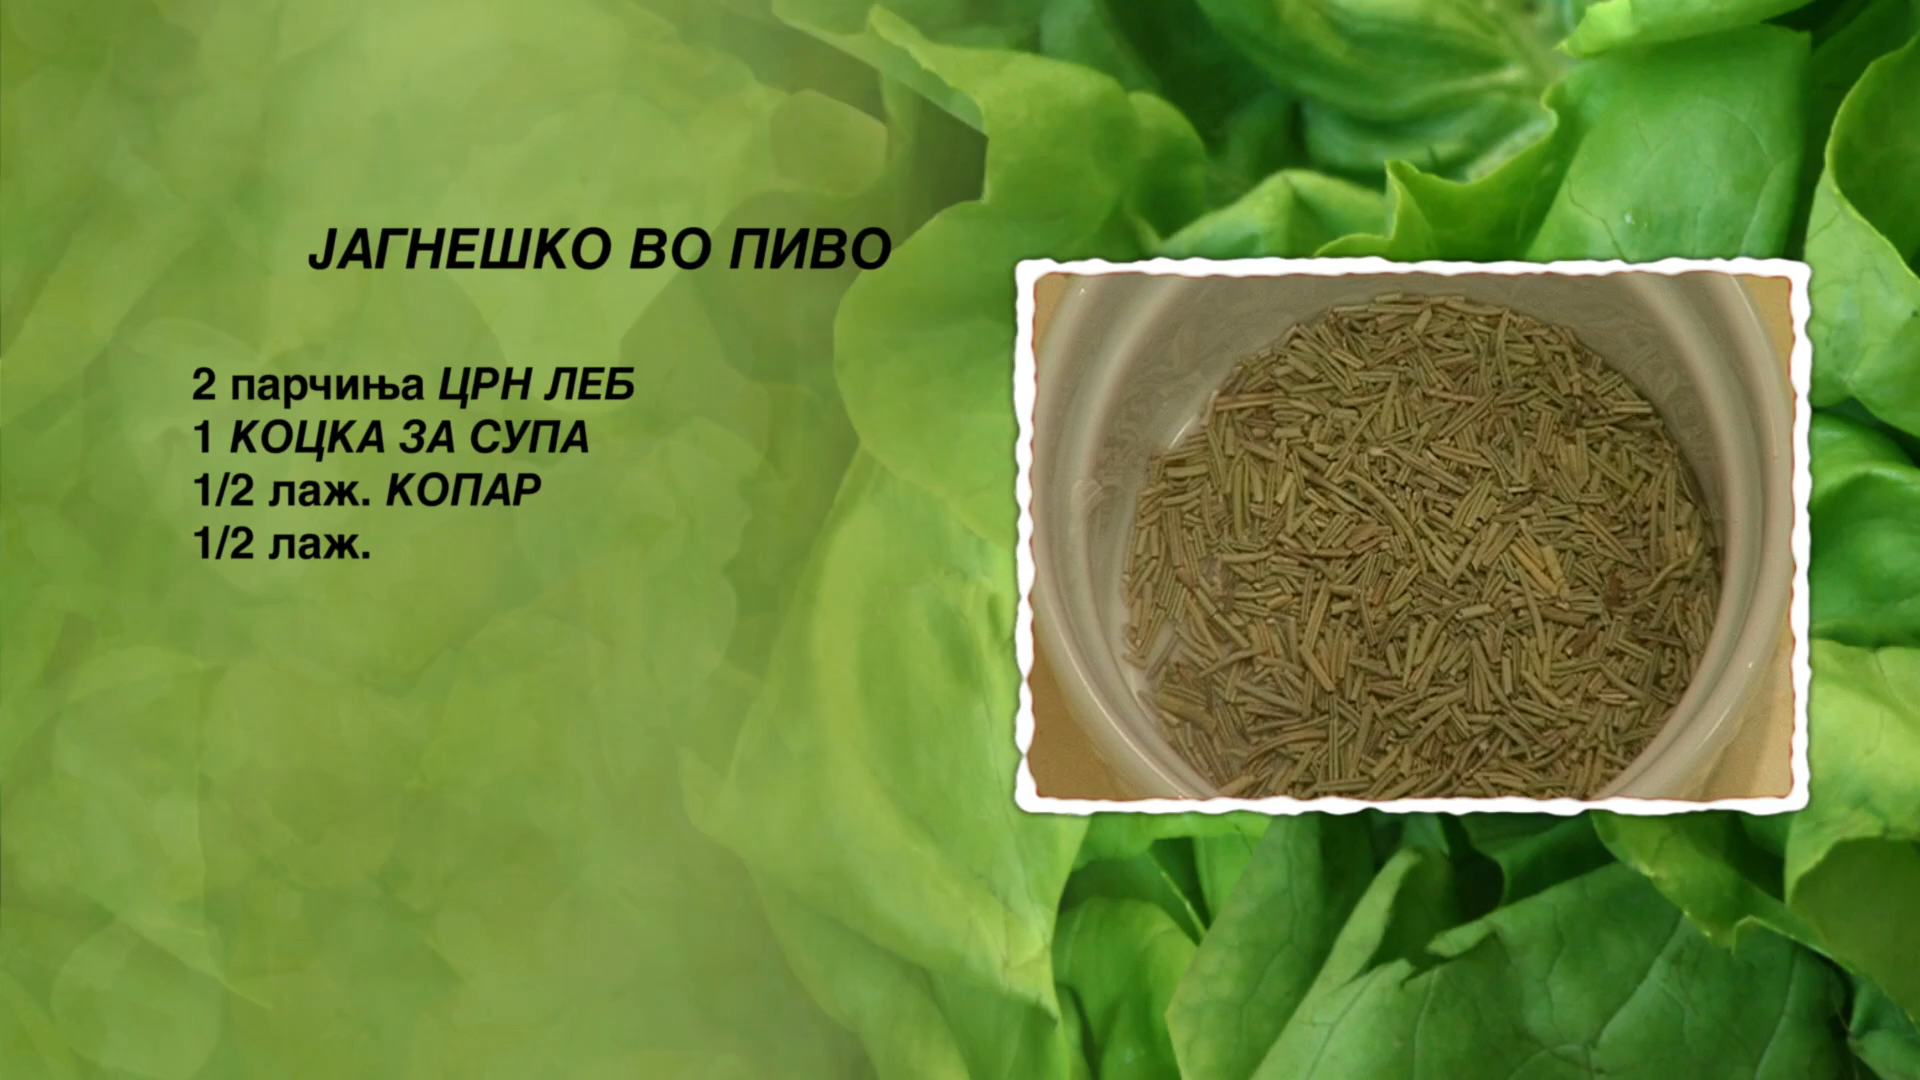 ЈАГНЕШКО ВО ПИВО
2 парчиња ЦРН ЛЕБ
1 КОЦКА ЗА СУПА
1/2 лаж. КОПАР
1/2 лаж.